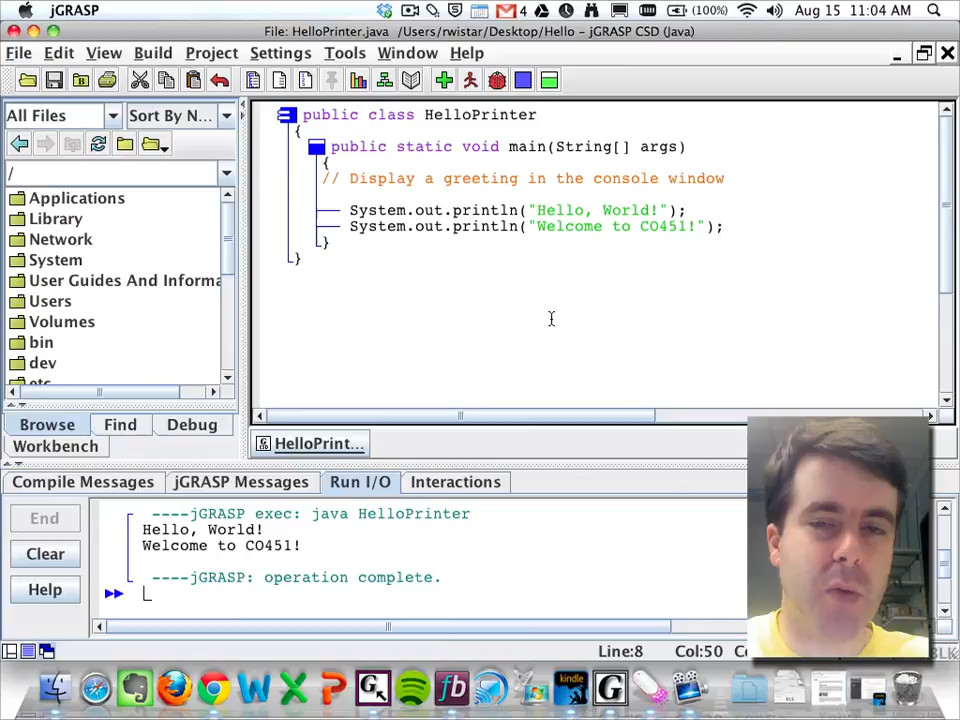 jGRASP
4
(100%)
Aug 15
11:04 AM
File: HelloPrinter.java /Users/rwistar/Desktop/Hello - jGRASP CSD (Java)
File Edit View Build Project Settings Tools Window Help
All Files
Sort By N...
/
Applications
Library
Network
System
User Guides And Informa
Users
Volumes
bin
dev
etc
Browse Find Debug
Workbench
public class HelloPrinter
{
public static void main(String[] args)
{
// Display a greeting in the console window
System.out.println("Hello, World!");
System.out.println("Welcome to CO451!");
}
}
HelloPrint...
Compile Messages jGRASP Messages Run I/O Interactions
End
Clear
Help
----jGRASP exec: java HelloPrinter
Hello, World!
Welcome to CO451!
----jGRASP: operation complete.
Line:8 Col:50
kindle
fb
XLS